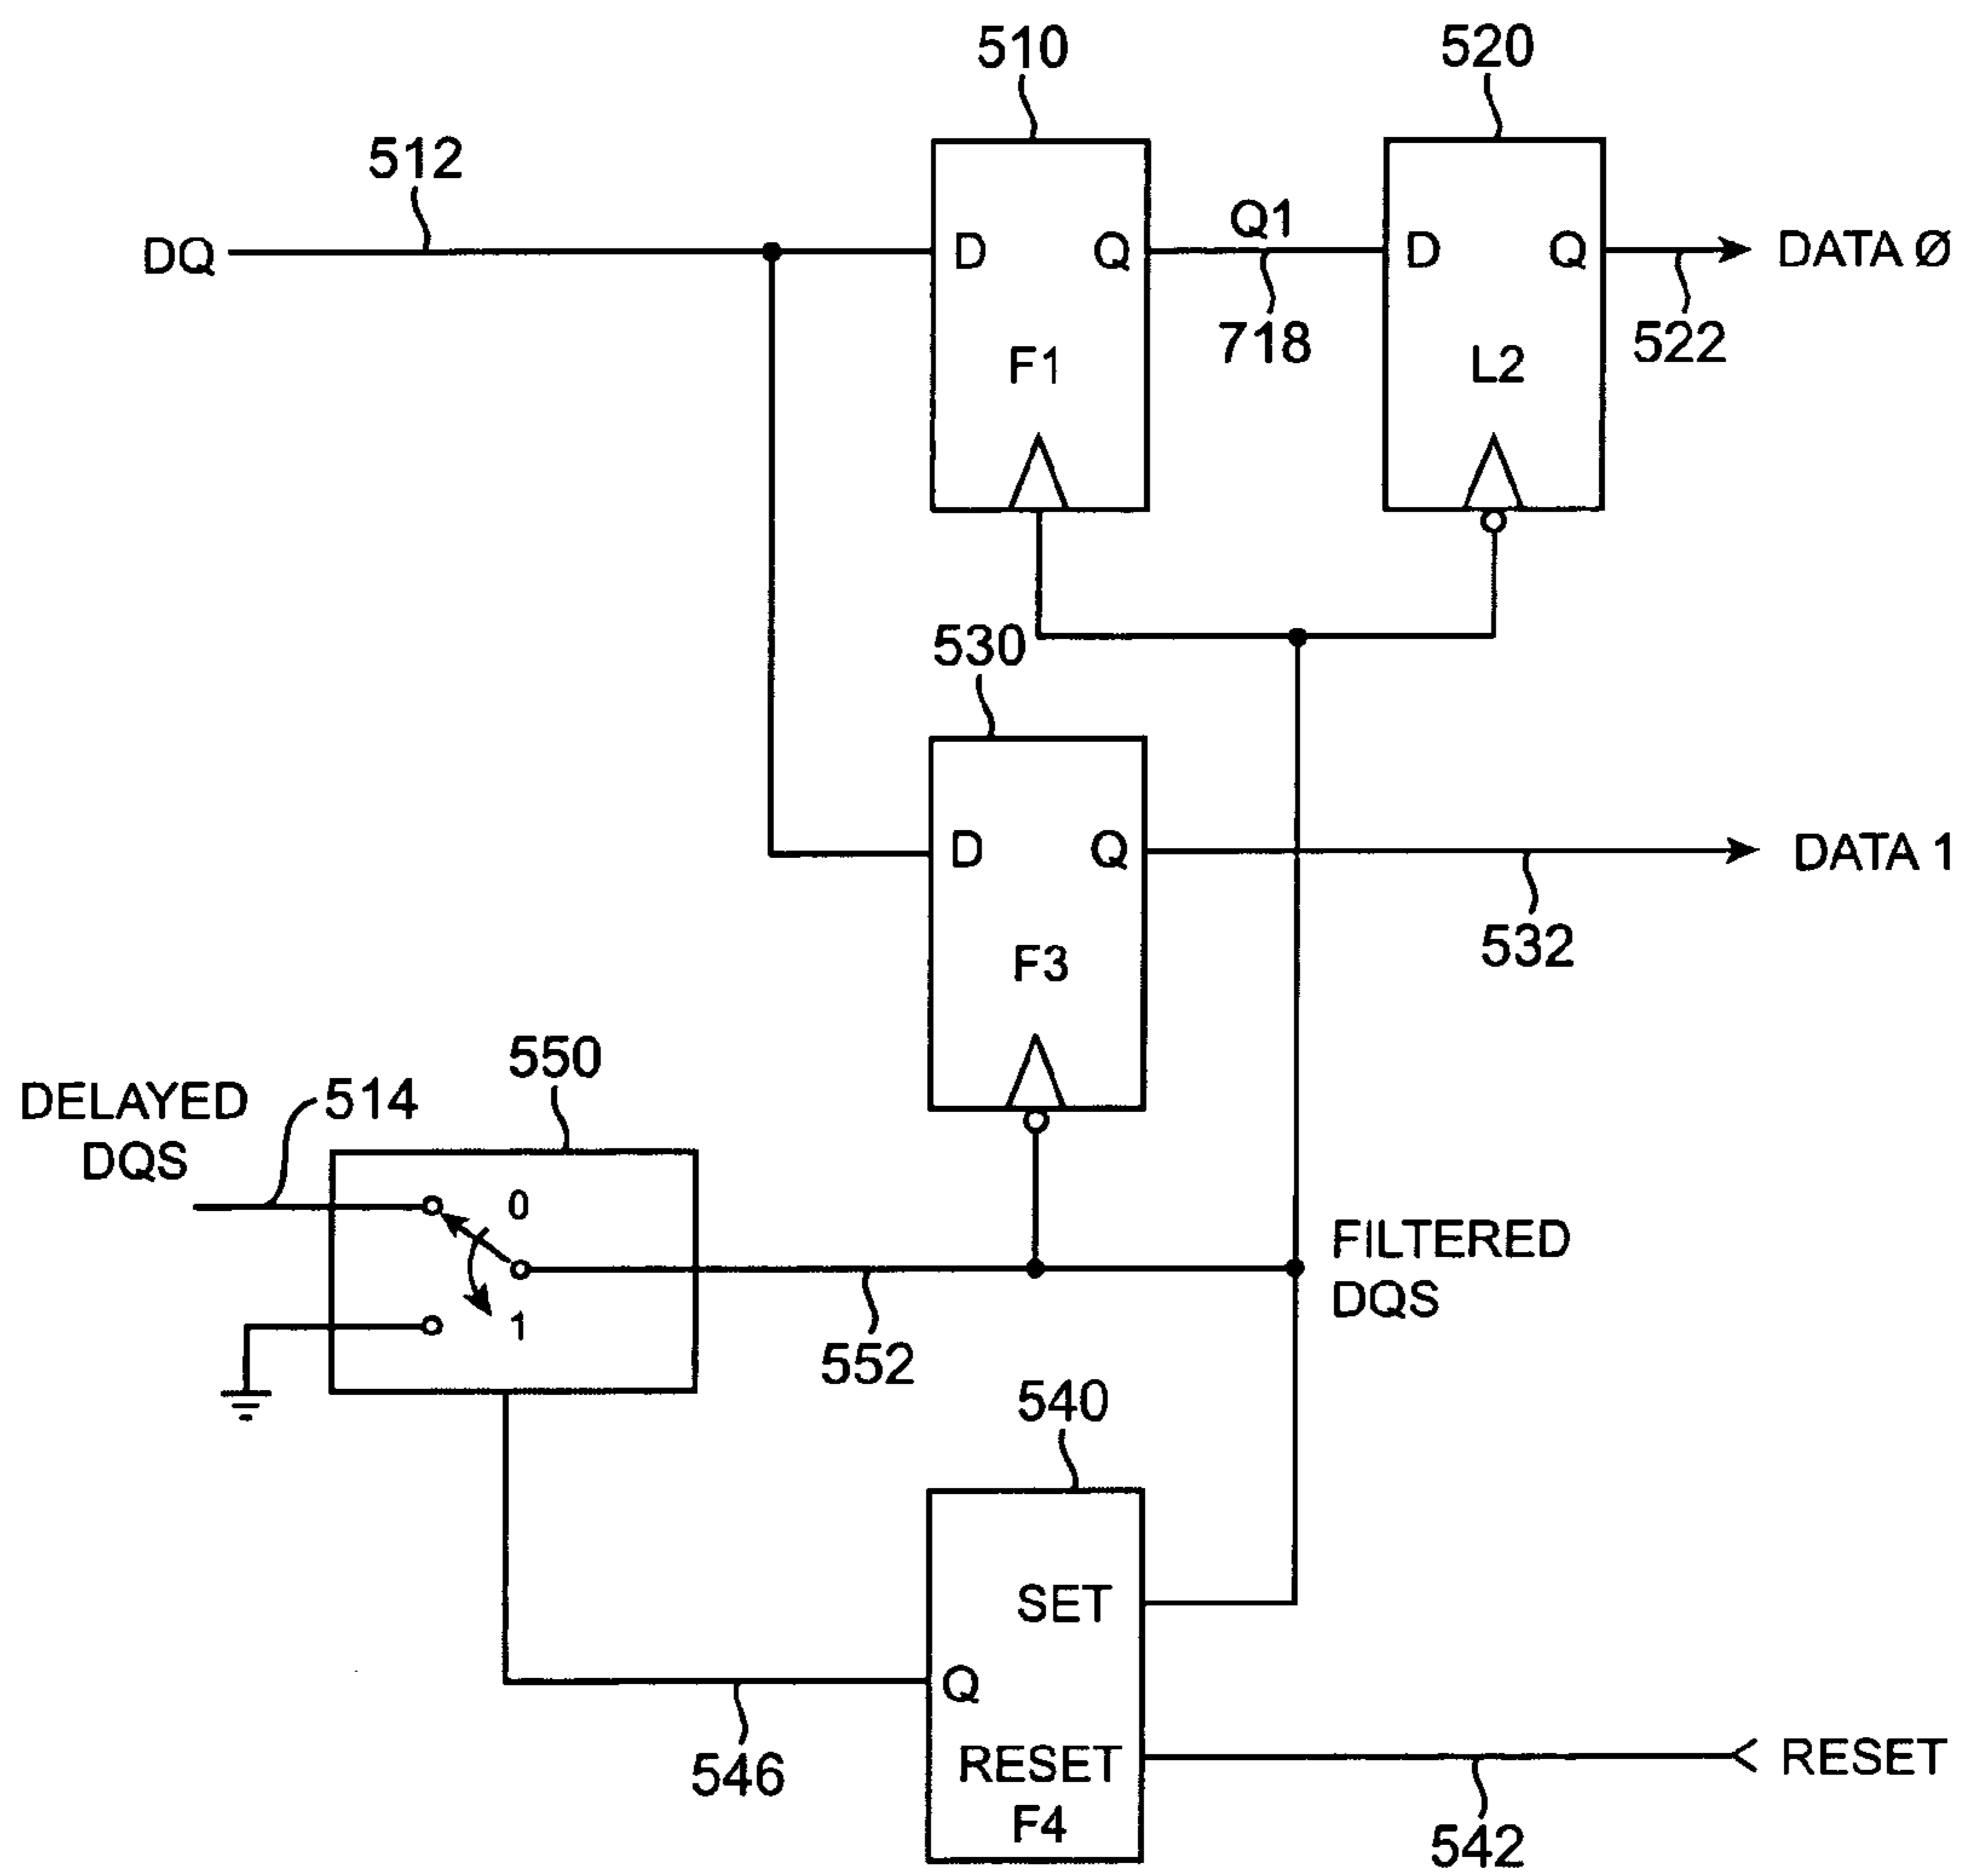 510
520
512
DQ
D
Q
Q1
D
Q
DATA Ø
718
522
F1
L2
530
D
Q
DATA 1
532
F3
550
DELAYED
DQS
514
0
1
FILTERED
DQS
552
540
SET
Q
546
RESET
F4
RESET
542